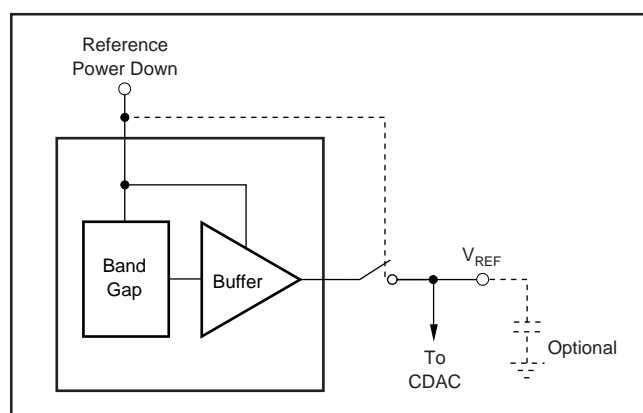 Reference
Power Down
Band
Gap
Buffer
VREF
To
CDAC
Optional